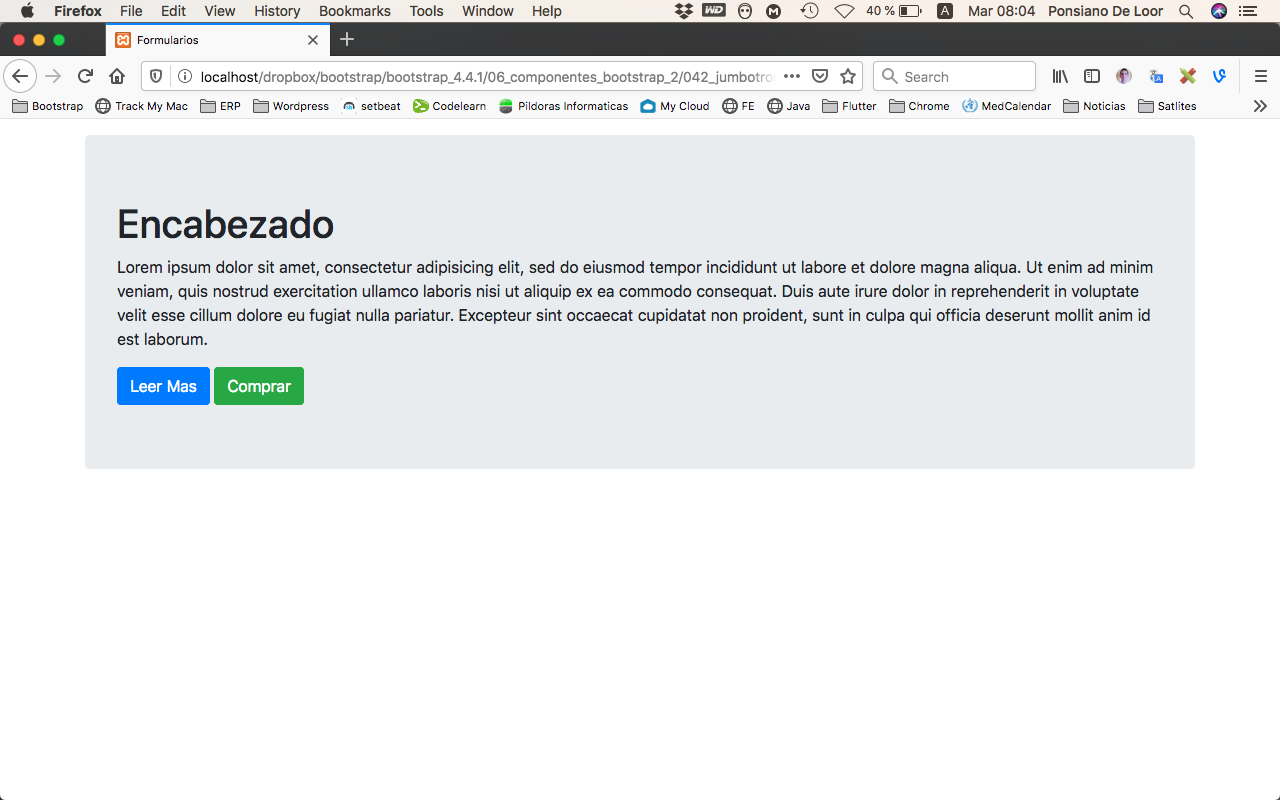 Firefox File Edit View History Bookmarks Tools Window Help WD M 40 % A Mar 08:04 Ponsiano De Loor
Formularios
localhost/dropbox/bootstrap/bootstrap_4.4.1/06_componentes_bootstrap_2/042_jumbotro Search
Bootstrap Track My Mac ERP Wordpress setbeat Codelearn Pildoras Informaticas My Cloud FE Java Flutter Chrome MedCalendar Noticias Satlites
Encabezado
Lorem ipsum dolor sit amet, consectetur adipisicing elit, sed do eiusmod tempor incididunt ut labore et dolore magna aliqua. Ut enim ad minim
veniam, quis nostrud exercitation ullamco laboris nisi ut aliquip ex ea commodo consequat. Duis aute irure dolor in reprehenderit in voluptate
velit esse cillum dolore eu fugiat nulla pariatur. Excepteur sint occaecat cupidatat non proident, sunt in culpa qui officia deserunt mollit anim id
est laborum.
Leer Mas Comprar